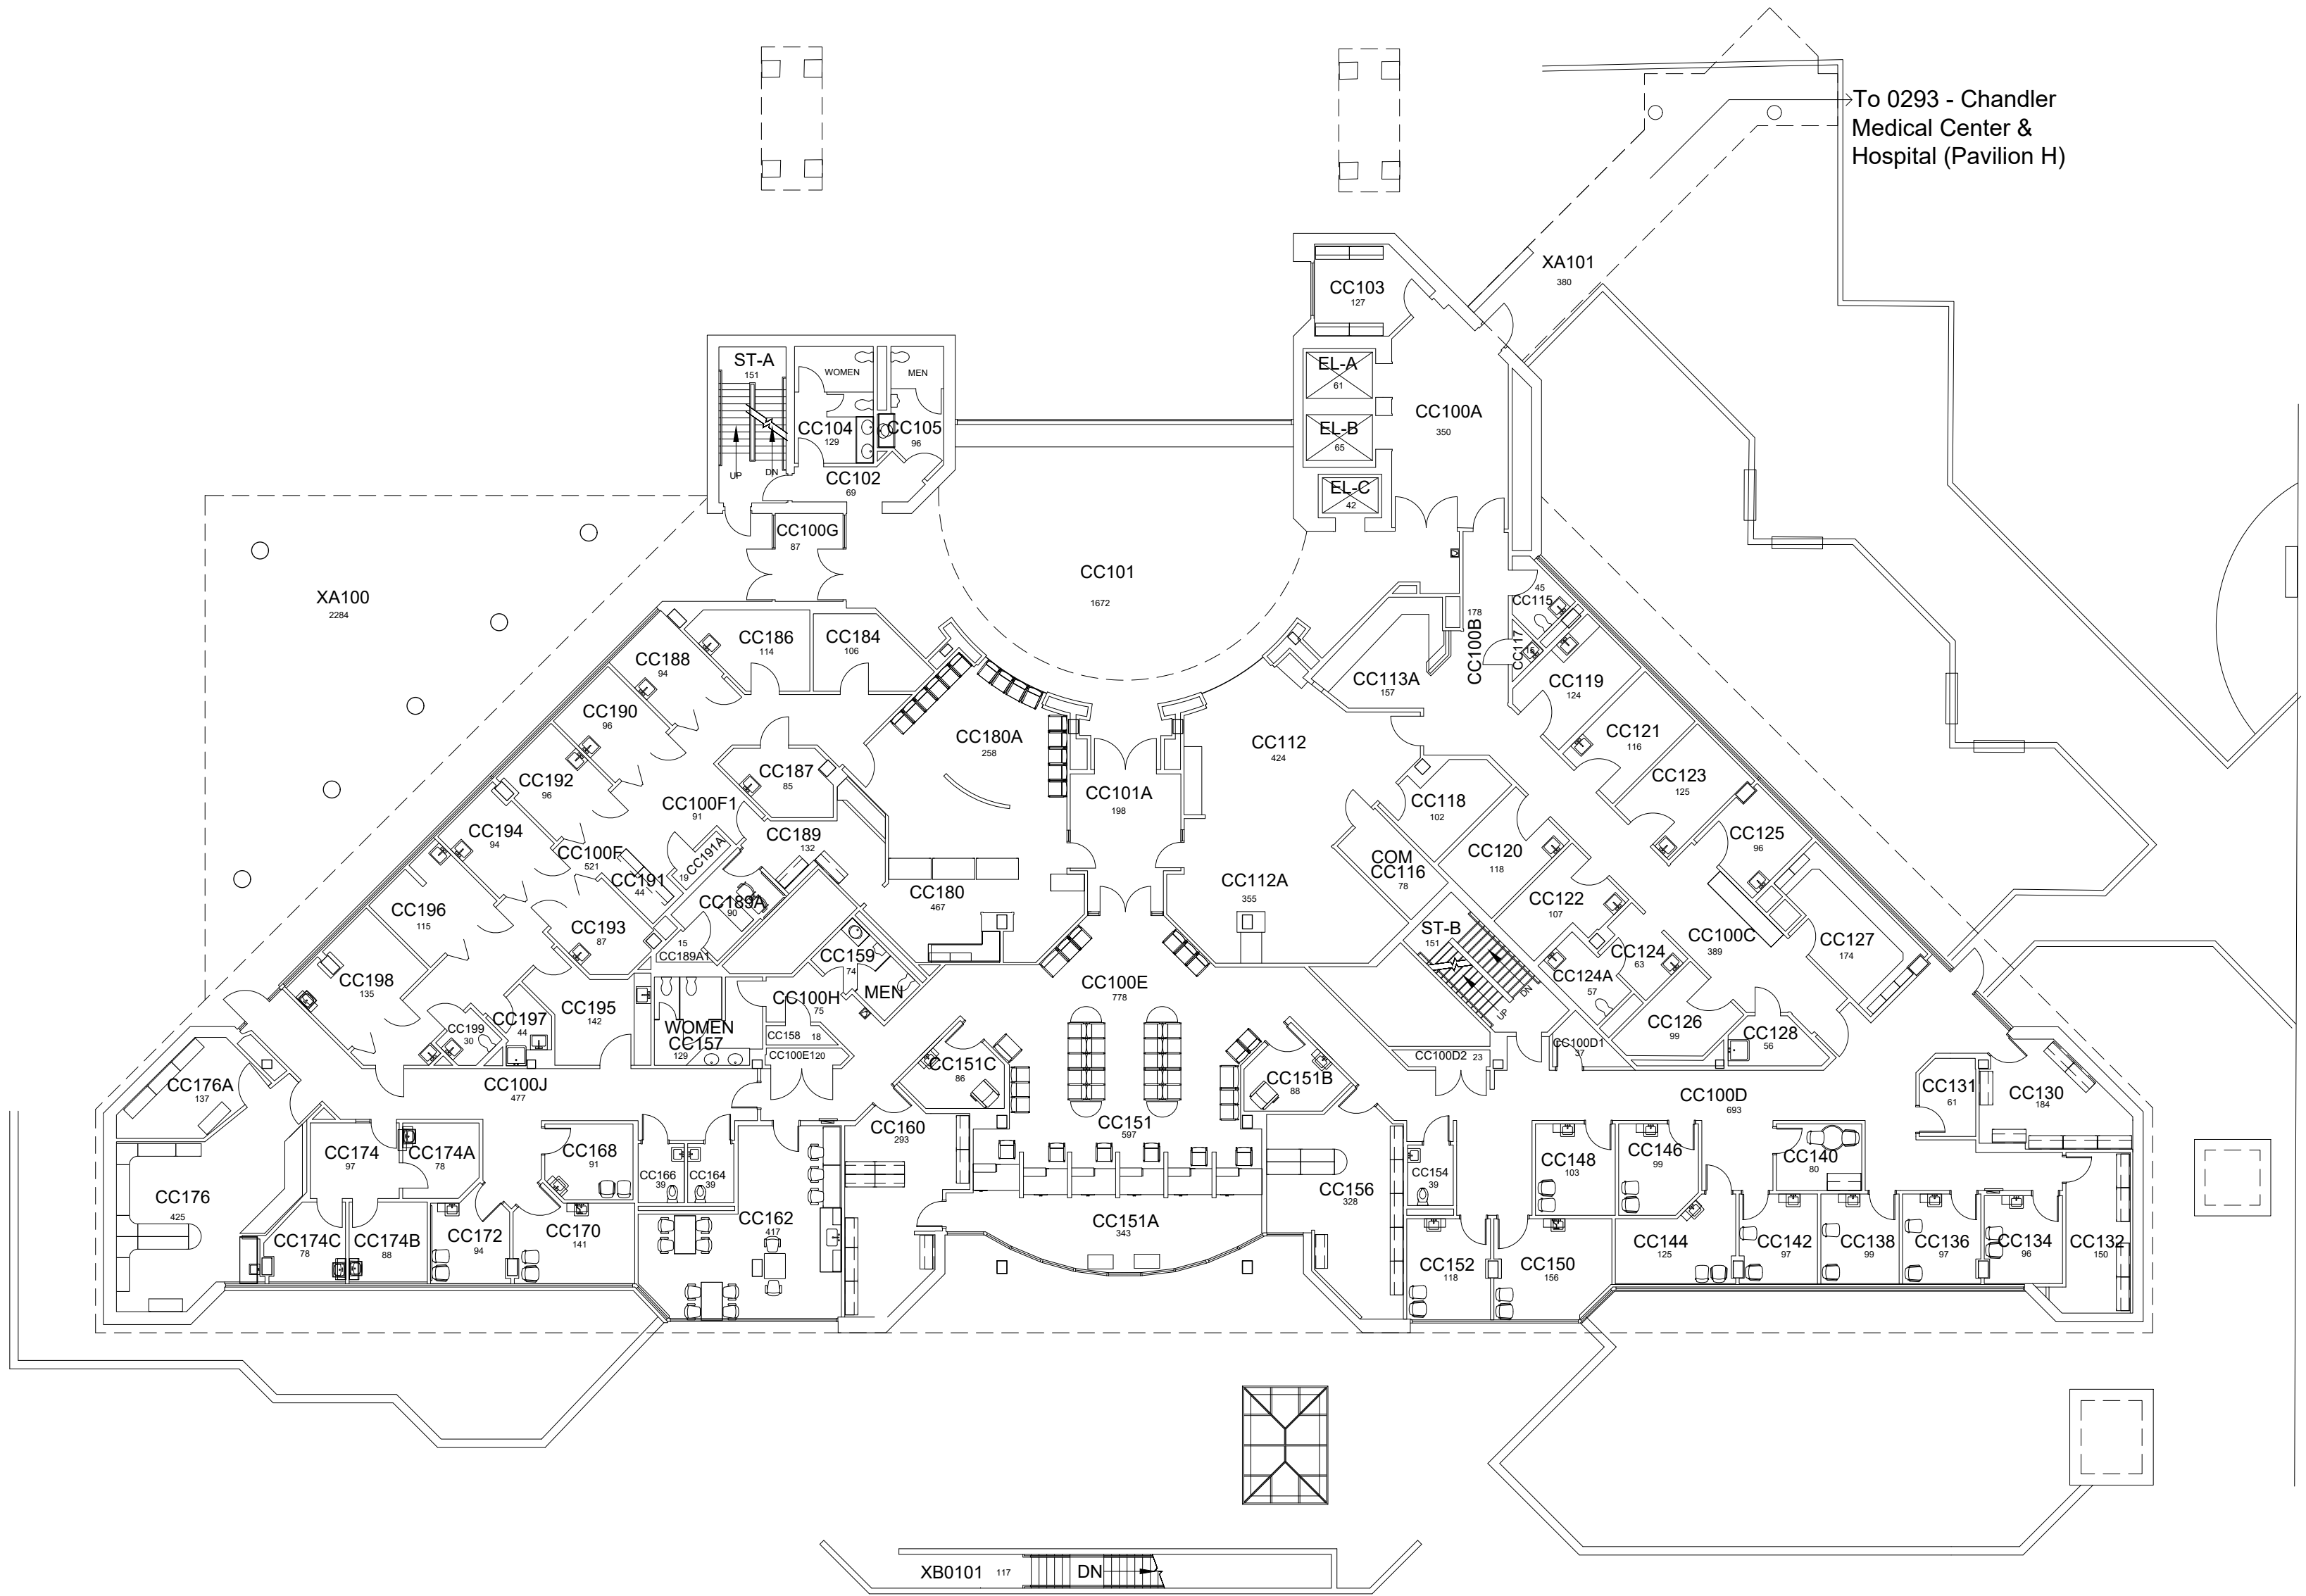 To 0293 - Chandler
Medical Center &
Hospital (Pavilion H)
XA101
380
CC103
127
ST-A
151
WOMEN
MEN
EL-A
61
CC100A
350
CC104
129
CC105
96
EL-B
65
UP
DN
CC102
69
EL-C
42
CC100G
87
CC101
1672
XA100
2284
45
CC115
178
CC100B
CC117
16
CC186
114
CC184
106
CC188
94
CC113A
157
CC119
124
CC190
96
CC180A
258
CC112
424
CC121
116
CC187
85
CC192
96
CC123
125
CC101A
198
CC100F1
91
CC118
102
CC194
94
CC189
132
CC125
96
CC100F
521
CC191A
19
CC191
44
CC120
118
COM
CC116
78
CC180
467
CC112A
355
CC189A
90
CC122
107
CC196
115
CC193
87
ST-B
151
CC100C
389
CC127
174
15
CC189A1
CC159
74
CC124
63
CC198
135
CC124A
57
CC100E
778
MEN
DN
UP
CC195
142
CC100H
75
CC197
44
CC199
30
WOMEN
CC157
129
CC158 18
CC126
99
CC128
56
CC100E1 20
CC100D2 23
CC100D1
37
CC151C
86
CC151B
88
CC176A
137
CC100J
477
CC131
61
CC130
184
CC100D
693
CC160
293
CC151
597
CC174
97
CC174A
78
CC168
91
CC166
39
CC164
39
CC154
39
CC148
103
CC146
99
CC140
80
CC176
425
CC156
328
CC162
417
CC151A
343
CC174C
78
CC174B
88
CC172
94
CC170
141
CC152
118
CC150
156
CC144
125
CC142
97
CC138
99
CC136
97
CC134
96
CC132
150
XB0101 117
DN